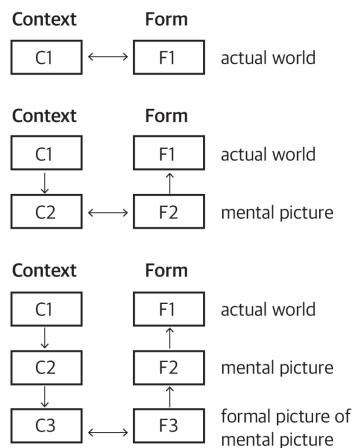 Context Form
C1 F1 actual world
Context Form
C1 F1 actual world
C2 F2 mental picture
Context Form
C1 F1 actual world
C2 F2 mental picture
C3 F3 formal picture of
mental picture